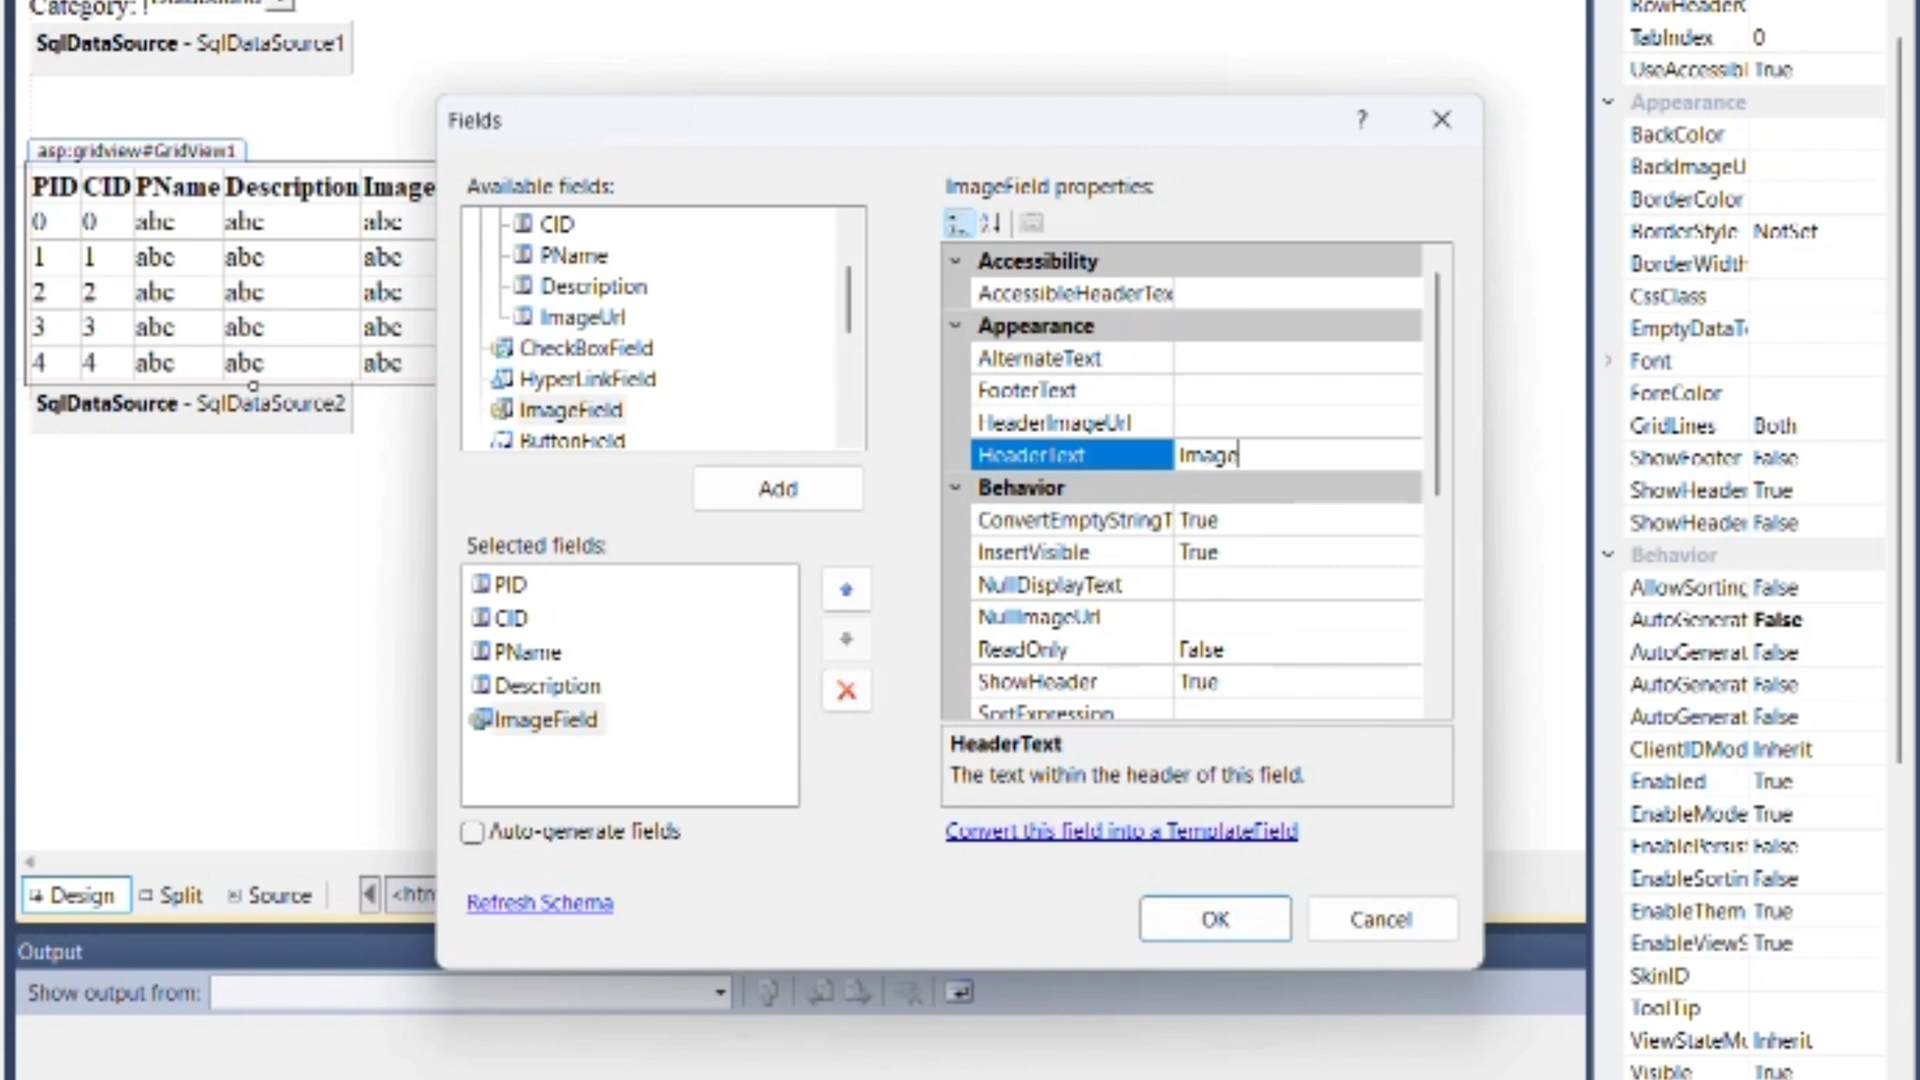 Category:
SqlDataSource - SqlDataSource1
asp:gridview#GridView1
PID CID PName Description Image
0 0 abc abc abc
1 1 abc abc abc
2 2 abc abc abc
3 3 abc abc abc
4 4 abc abc abc
SqlDataSource - SqlDataSource2
Design Split Source <htm
Output
Show output from:
Fields ?
Available fields:
CID
PName
Description
ImageUrl
CheckBoxField
HyperLinkField
ImageField
ButtonField
Add
Selected fields:
PID
CID
PName
Description
ImageField
Auto-generate fields
Refresh Schema
ImageField properties:
Accessibility
AccessibleHeaderTex
Appearance
AlternateText
FooterText
HeaderImageUrl
HeaderText Image
Behavior
ConvertEmptyStringT True
InsertVisible True
NullDisplayText
NullImageUrl
ReadOnly False
ShowHeader True
SortExpression
HeaderText
The text within the header of this field.
Convert this field into a TemplateField
OK Cancel
TabIndex 0
UseAccessibl True
Appearance
BackColor
BackImageU
BorderColor
BorderStyle NotSet
BorderWidth
CssClass
EmptyDataTe
Font
ForeColor
GridLines Both
ShowFooter False
ShowHeader True
ShowHeader False
Behavior
AllowSorting False
AutoGenerat False
AutoGenerat False
AutoGenerat False
AutoGenerat False
ClientIDMod Inherit
Enabled True
EnableMode True
EnablePersist False
EnableSortin False
EnableThem True
EnableViewS True
SkinID
ToolTip
ViewStateMo Inherit
Visible True